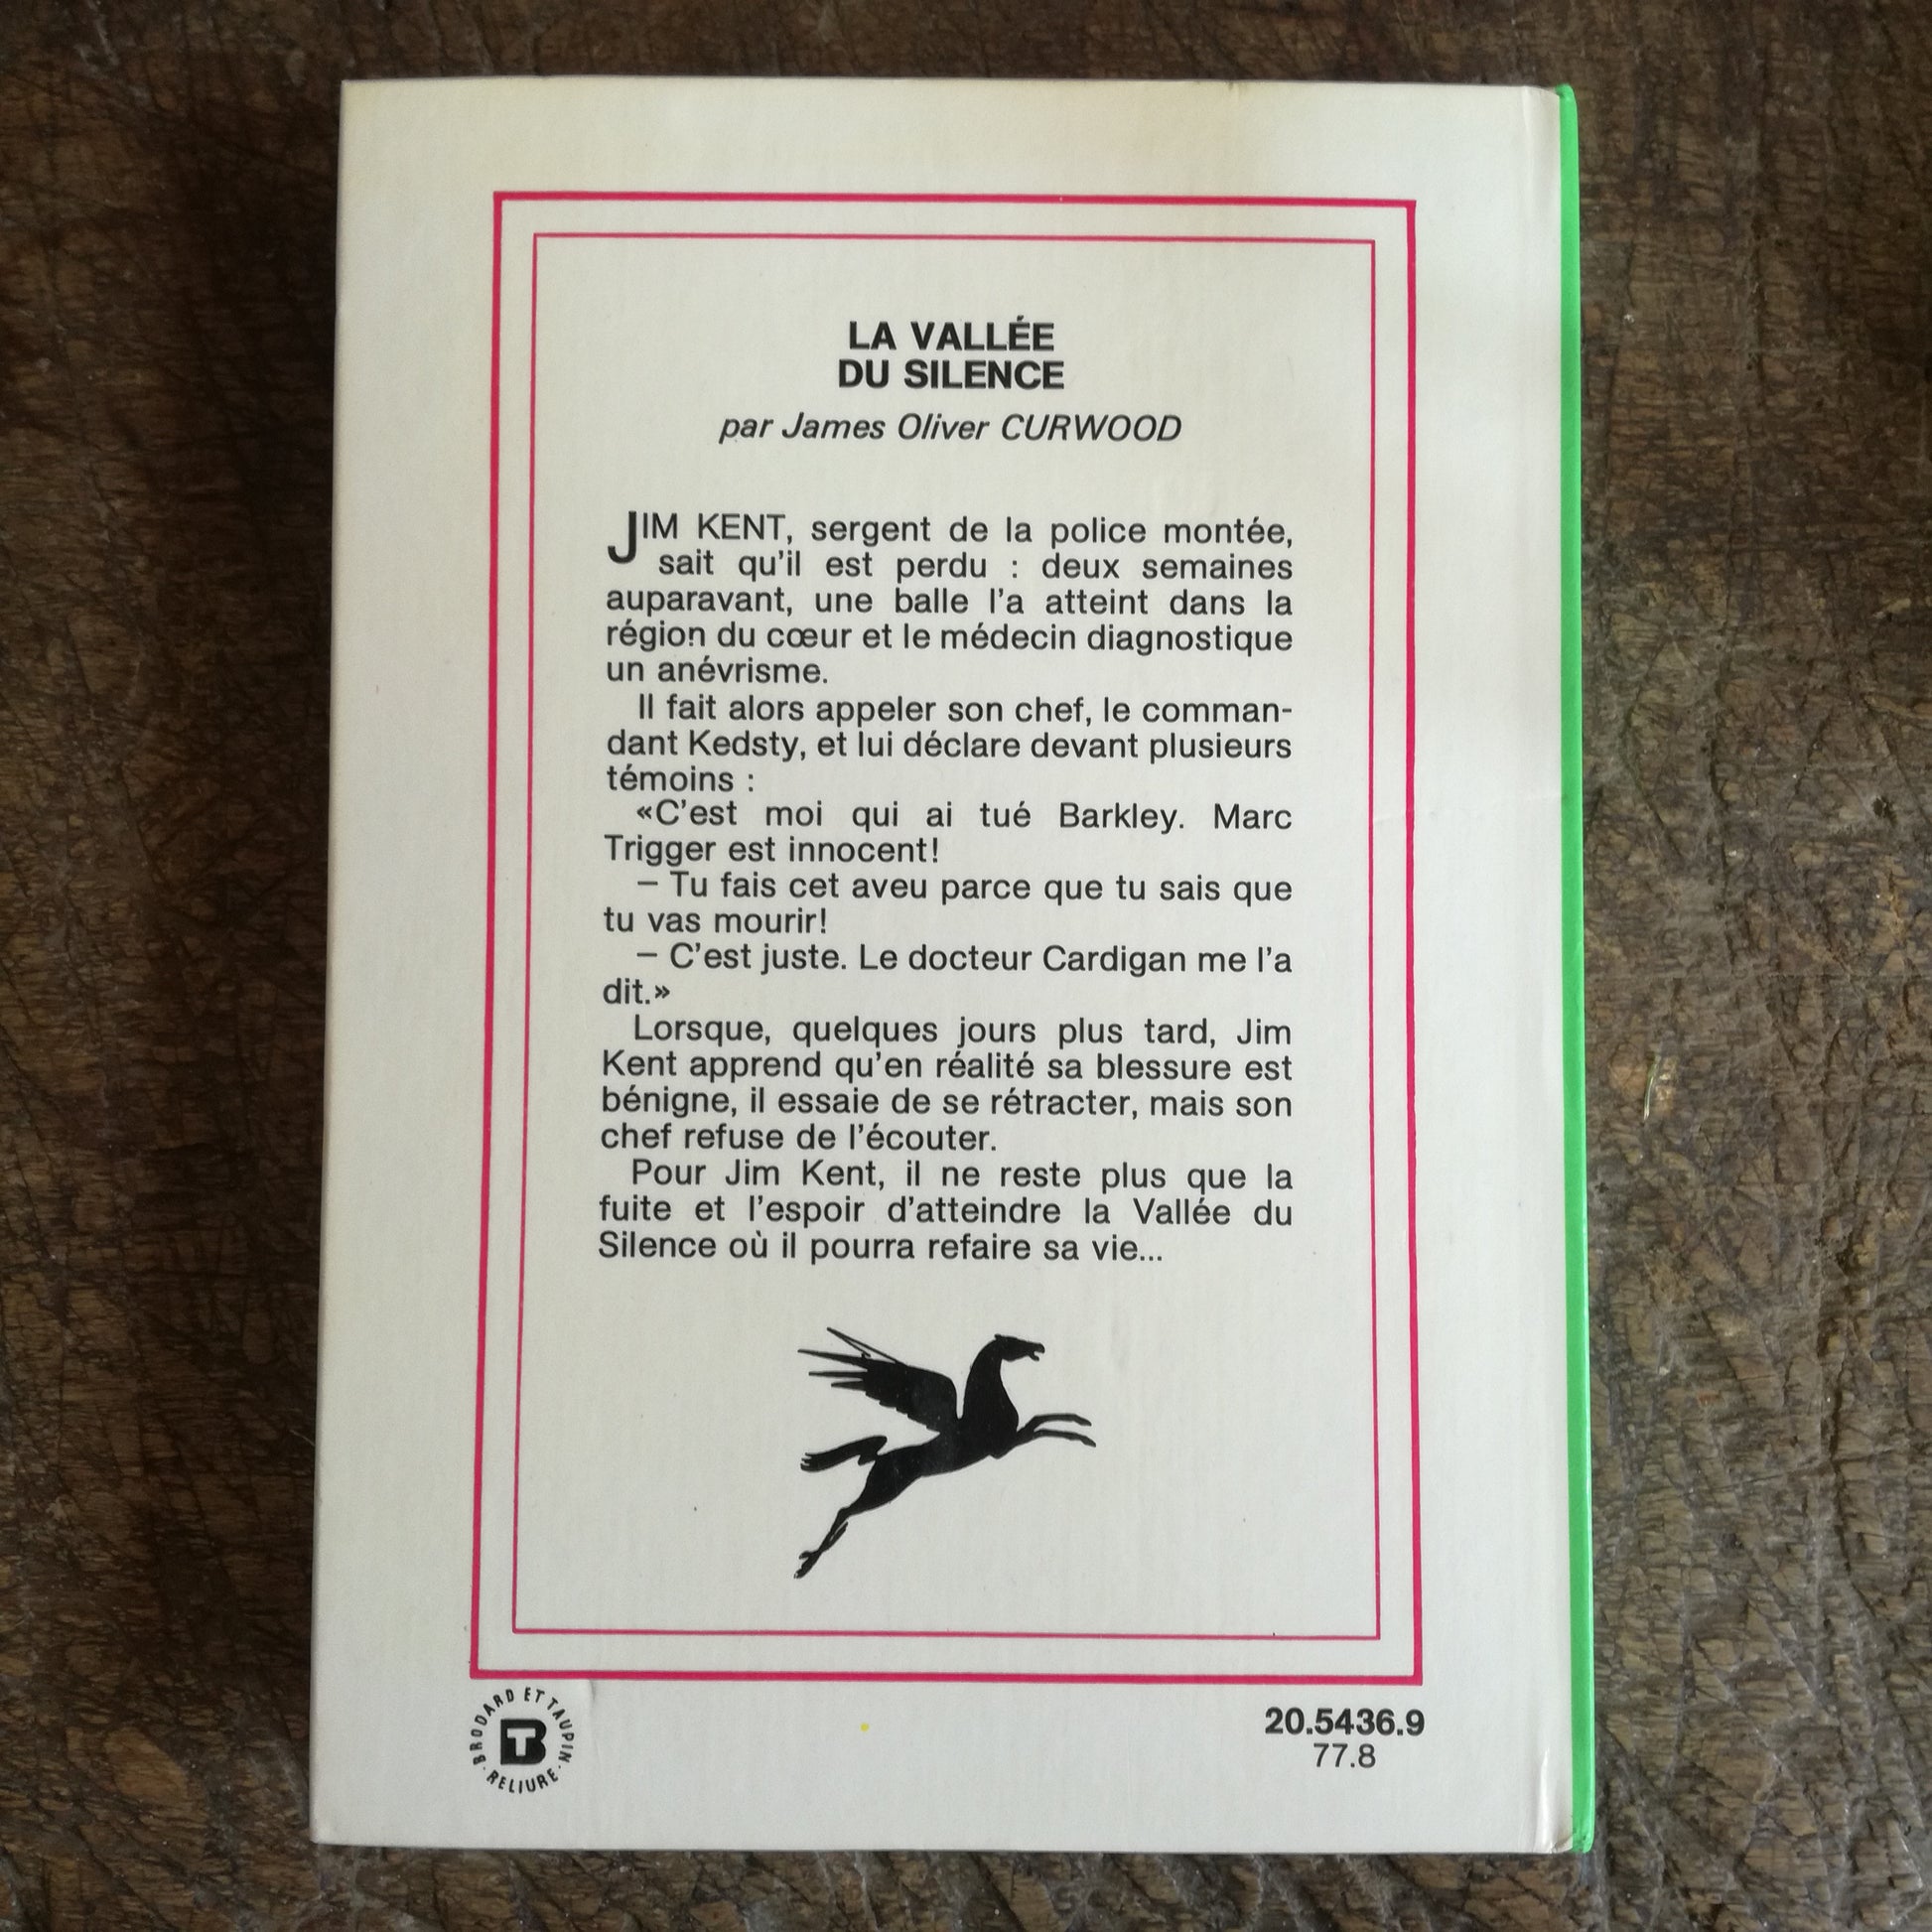 LA VALLÉE
DU SILENCE
par James Oliver CURWOOD
JIM KENT, sergent de la police montée,
sait qu'il est perdu : deux semaines
auparavant, une balle l'a atteint dans la
région du cœur et le médecin diagnostique
un anévrisme.
Il fait alors appeler son chef, le comman-
dant Kedsty, et lui déclare devant plusieurs
témoins :
«C'est moi qui ai tué Barkley. Marc
Trigger est innocent!
– Tu fais cet aveu parce que tu sais que
tu vas mourir!
– C'est juste. Le docteur Cardigan me l'a
dit.»
Lorsque, quelques jours plus tard, Jim
Kent apprend qu'en réalité sa blessure est
bénigne, il essaie de se rétracter, mais son
chef refuse de l'écouter.
Pour Jim Kent, il ne reste plus que la
fuite et l'espoir d'atteindre la Vallée du
Silence où il pourra refaire sa vie...
BRODARD ET TAUPIN
BT
· RELIURE ·
20.5436.9
77.8